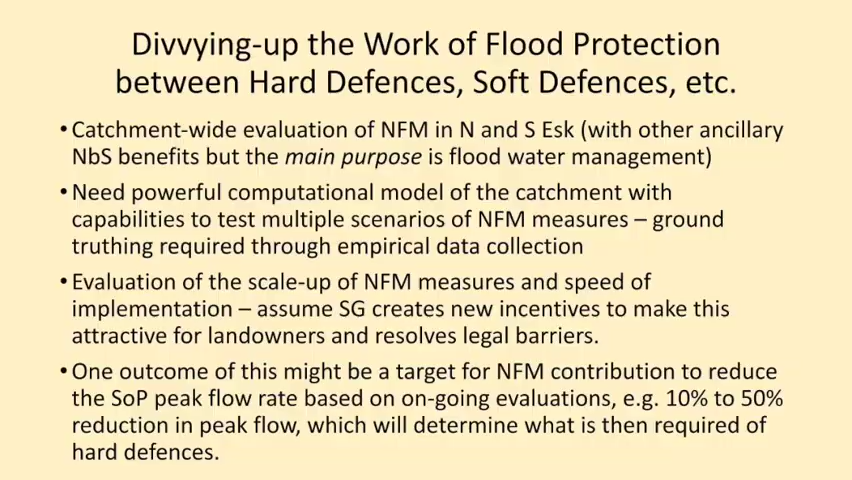 Divvying-up the Work of Flood Protection
between Hard Defences, Soft Defences, etc.
• Catchment-wide evaluation of NFM in N and S Esk (with other ancillary
NbS benefits but the main purpose is flood water management)
• Need powerful computational model of the catchment with
capabilities to test multiple scenarios of NFM measures – ground
truthing required through empirical data collection
• Evaluation of the scale-up of NFM measures and speed of
implementation – assume SG creates new incentives to make this
attractive for landowners and resolves legal barriers.
• One outcome of this might be a target for NFM contribution to reduce
the SoP peak flow rate based on on-going evaluations, e.g. 10% to 50%
reduction in peak flow, which will determine what is then required of
hard defences.